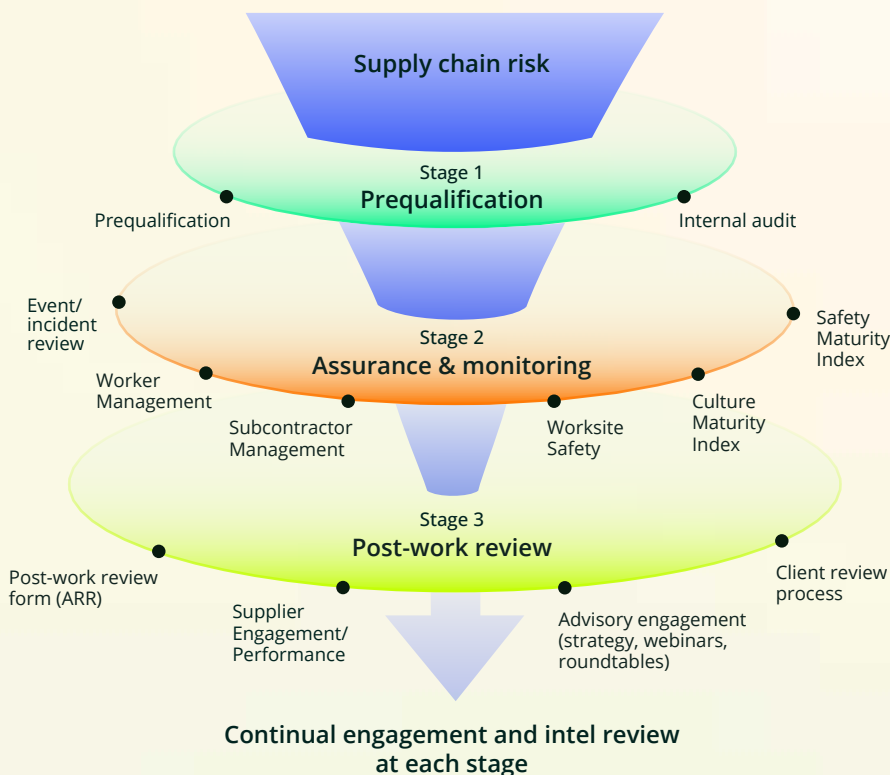 Supply chain risk
Stage 1
Prequalification
Prequalification
Internal audit
Event/
incident
review
Stage 2
Assurance & monitoring
Safety
Maturity
Index
Worker
Management
Subcontractor
Management
Worksite
Safety
Culture
Maturity
Index
Stage 3
Post-work review
Post-work review
form (ARR)
Supplier
Engagement/
Performance
Advisory engagement
(strategy, webinars,
roundtables)
Client review
process
Continual engagement and intel review
at each stage